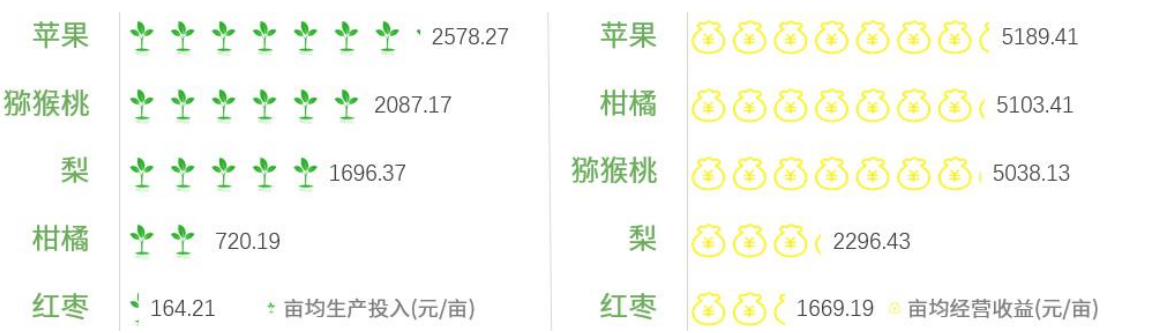 苹果 2578.27
猕猴桃 2087.17
梨 1696.37
柑橘 720.19
红枣 164.21 亩均生产投入(元/亩)
苹果 5189.41
柑橘 5103.41
猕猴桃 5038.13
梨 2296.43
红枣 1669.19 亩均经营收益(元/亩)